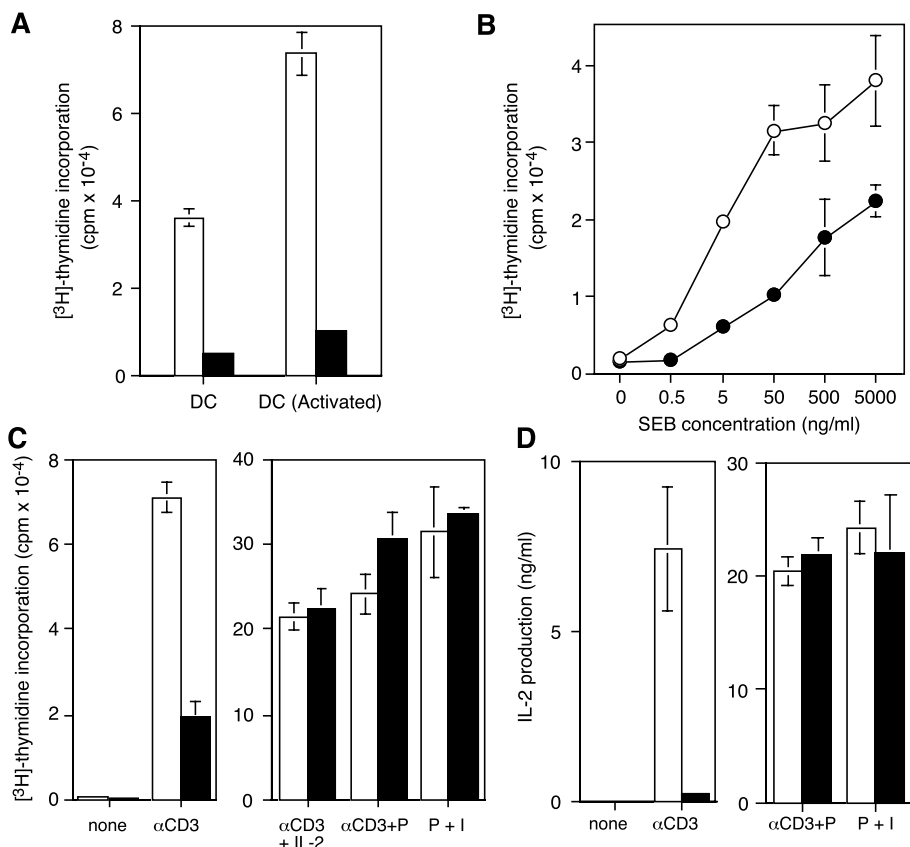 A
[³H]-thymidine incorporation
(cpm x 10⁻⁴)
8
6
4
2
0
DC
DC (Activated)
B
[³H]-thymidine incorporation
(cpm x 10⁻⁴)
4
3
2
1
0
0 0.5 5 50 500 5000
SEB concentration (ng/ml)
C
[³H]-thymidine incorporation (cpm x 10⁻⁴)
8
6
4
2
0
none αCD3
40
30
20
10
0
αCD3 αCD3+P P + I
+ IL-2
D
IL-2 production (ng/ml)
10
5
0
none αCD3
30
20
10
0
αCD3+P P + I